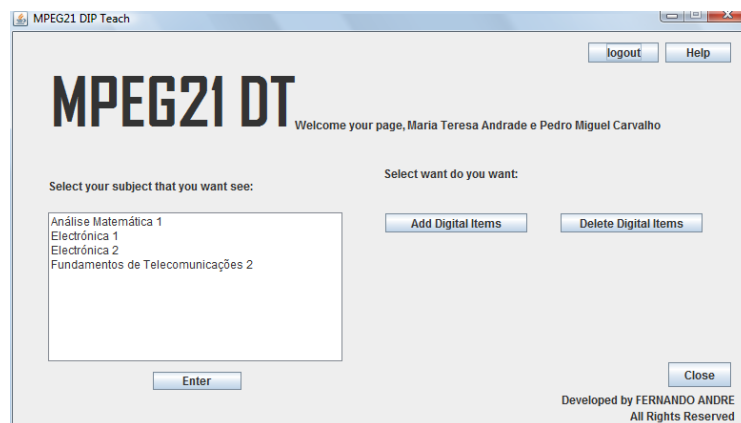 MPEG21 DIP Teach
logout
Help
MPEG21 DT
Welcome your page, Maria Teresa Andrade e Pedro Miguel Carvalho
Select your subject that you want see:
Select want do you want:
Análise Matemática 1
Electrónica 1
Electrónica 2
Fundamentos de Telecomunicações 2
Add Digital Items
Delete Digital Items
Enter
Close
Developed by FERNANDO ANDRE
All Rights Reserved